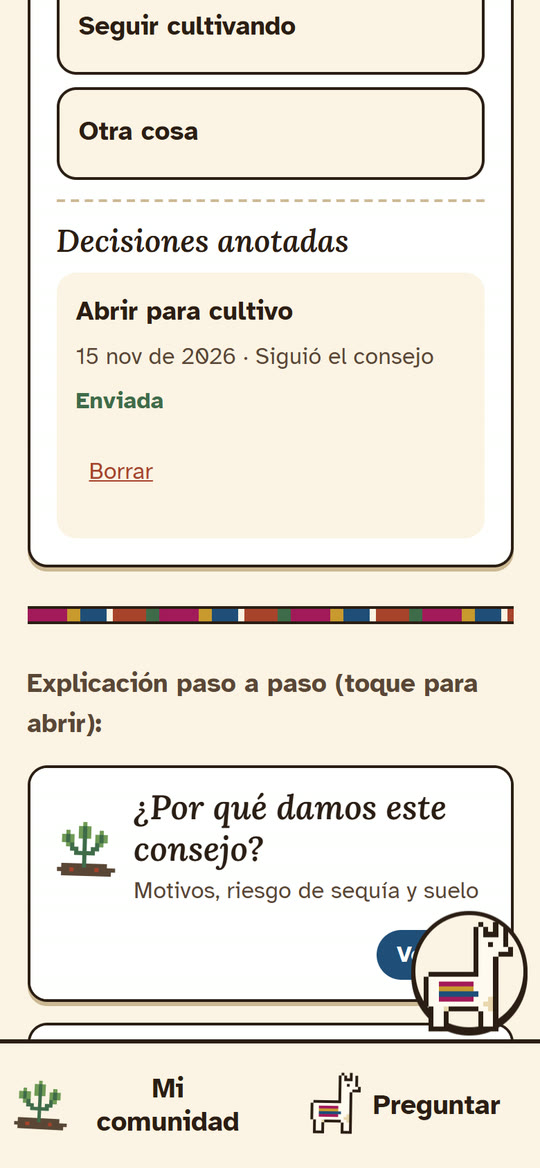 Seguir cultivando
Otra cosa
Decisiones anotadas
Abrir para cultivo
15 nov de 2026 · Siguió el consejo
Enviada
Borrar
Explicación paso a paso (toque para
abrir):
¿Por qué damos este
consejo?
Motivos, riesgo de sequía y suelo
Mi
comunidad
Preguntar